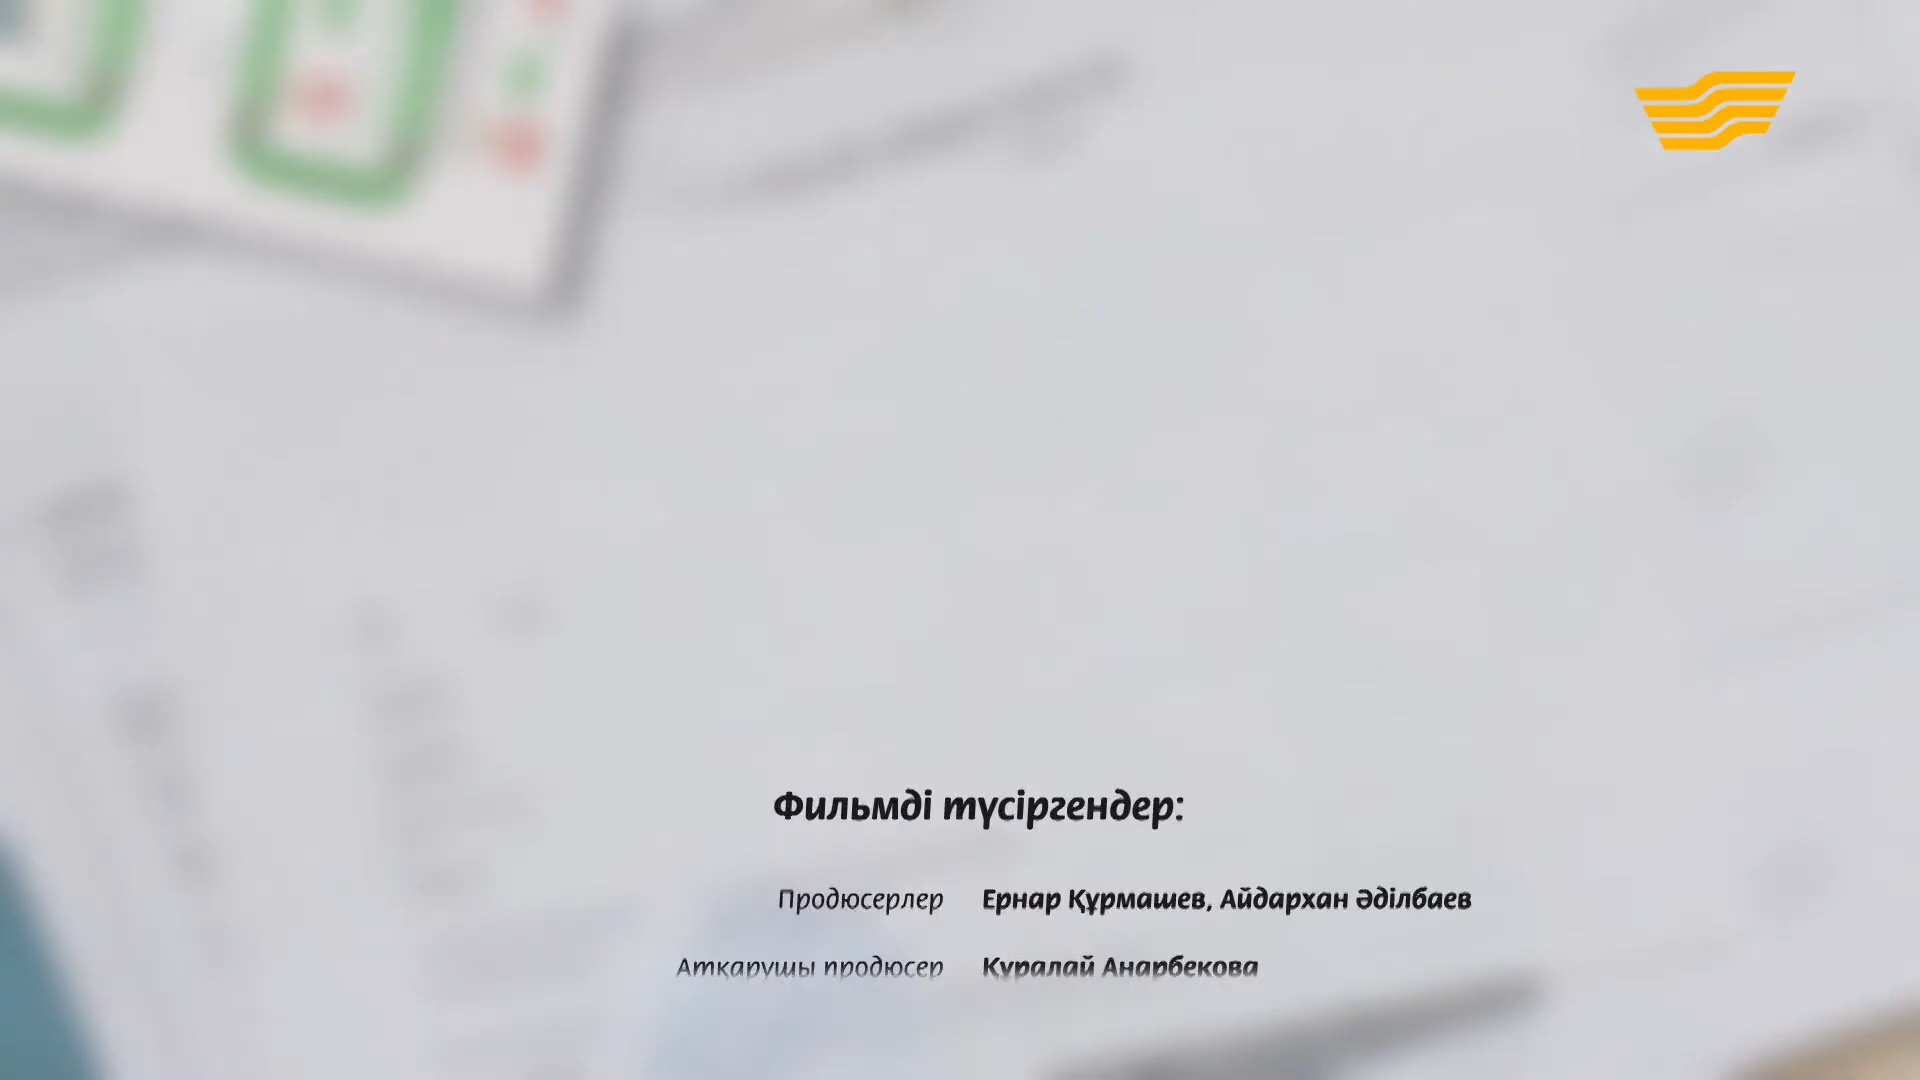 Фильмді түсіргендер:
Продюсерлер Ернар Құрмашев, Айдархан Әділбаев
Атқарушы продюсер Құралай Анарбекова